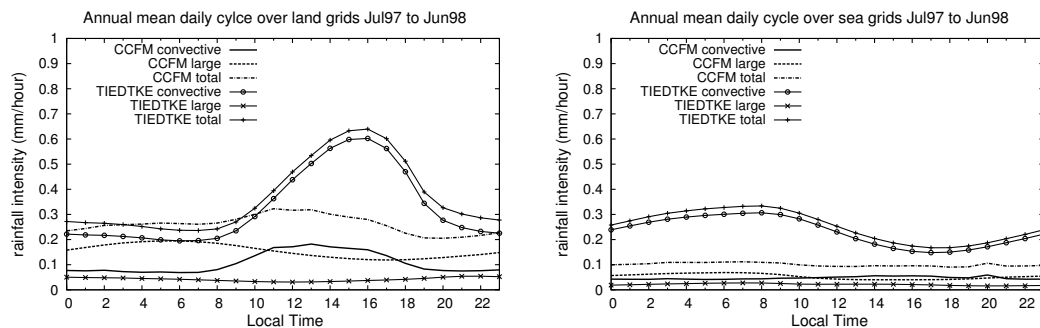 Annual mean daily cylce over land grids Jul97 to Jun98
1
0.9
0.8
0.7
0.6
0.5
0.4
0.3
0.2
0.1
0
rainfall intensity (mm/hour)
CCFM convective
CCFM large
CCFM total
TIEDTKE convective
TIEDTKE large
TIEDTKE total
0 2 4 6 8 10 12 14 16 18 20 22
Local Time
Annual mean daily cycle over sea grids Jul97 to Jun98
1
0.9
0.8
0.7
0.6
0.5
0.4
0.3
0.2
0.1
0
rainfall intensity (mm/hour)
CCFM convective
CCFM large
CCFM total
TIEDTKE convective
TIEDTKE large
TIEDTKE total
0 2 4 6 8 10 12 14 16 18 20 22
Local Time